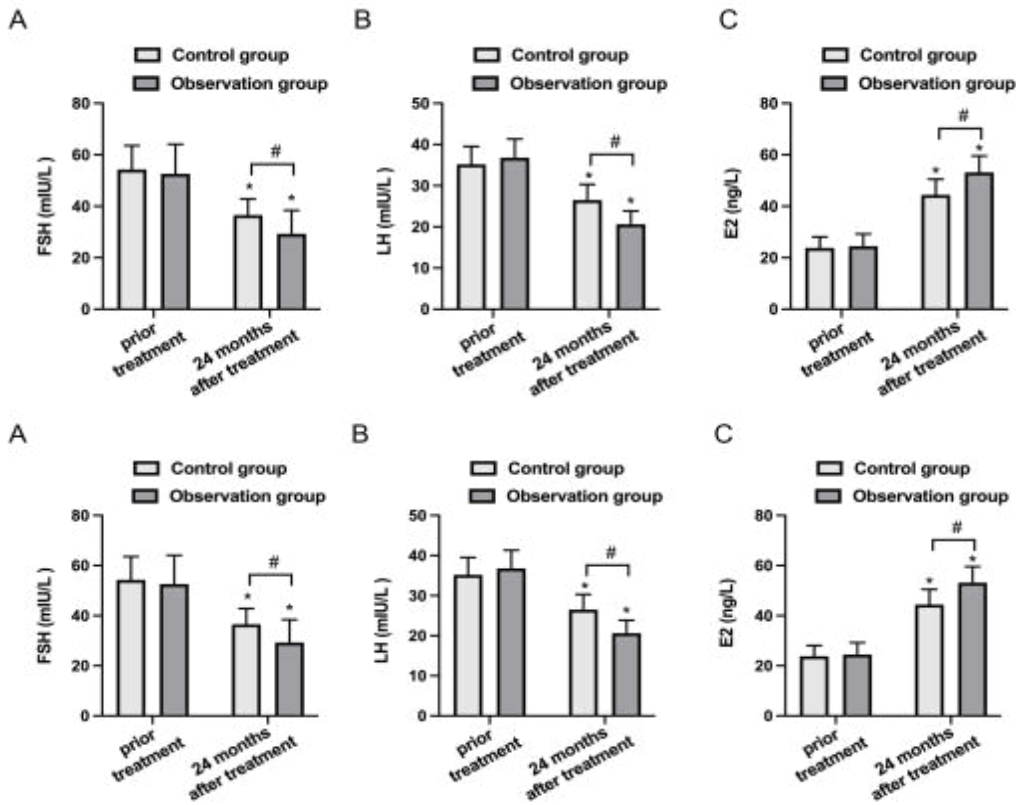 A
Control group
Observation group
FSH (mIU/L )
80
60
40
20
0
*
#
*
prior
treatment
24 months
after treatment
B
Control group
Observation group
LH (mIU/L )
50
40
30
20
10
0
*
#
*
prior
treatment
24 months
after treatment
C
Control group
Observation group
E2 (ng/L)
80
60
40
20
0
*
#
*
prior
treatment
24 months
after treatment
A
Control group
Observation group
FSH (mIU/L )
80
60
40
20
0
*
#
*
prior
treatment
24 months
after treatment
B
Control group
Observation group
LH (mIU/L )
50
40
30
20
10
0
*
#
*
prior
treatment
24 months
after treatment
C
Control group
Observation group
E2 (ng/L)
80
60
40
20
0
*
#
*
prior
treatment
24 months
after treatment